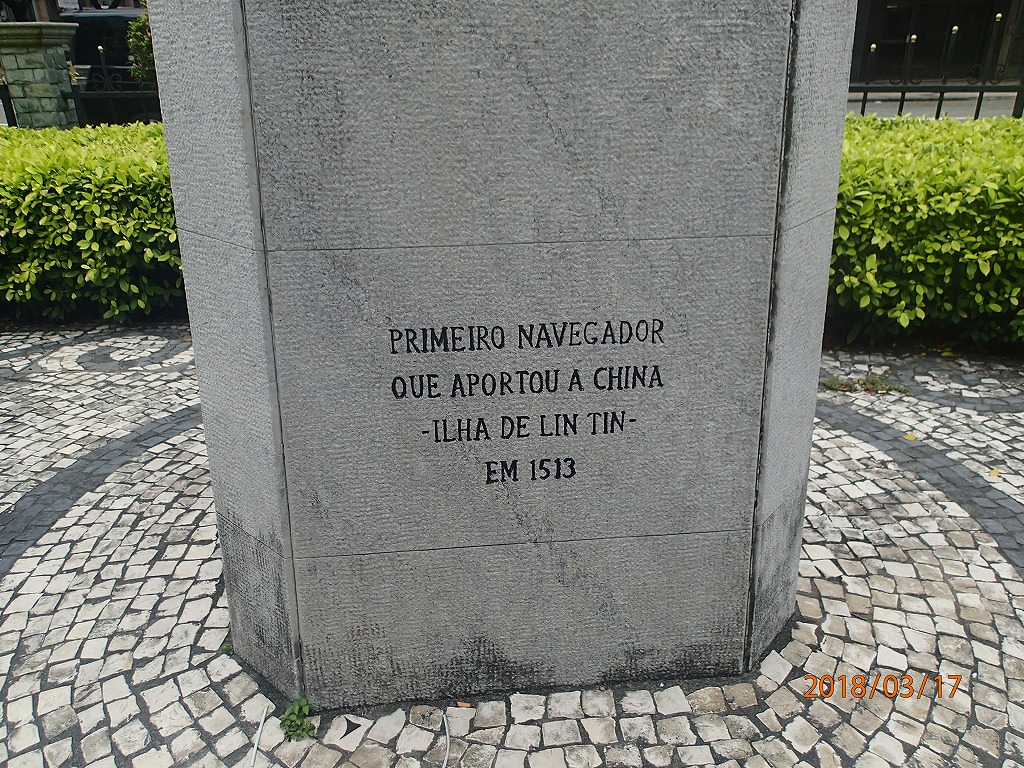 PRIMEIRO NAVEGADOR
QUE APORTOU A CHINA
-ILHA DE LIN TIN-
EM 1513
2018/03/17